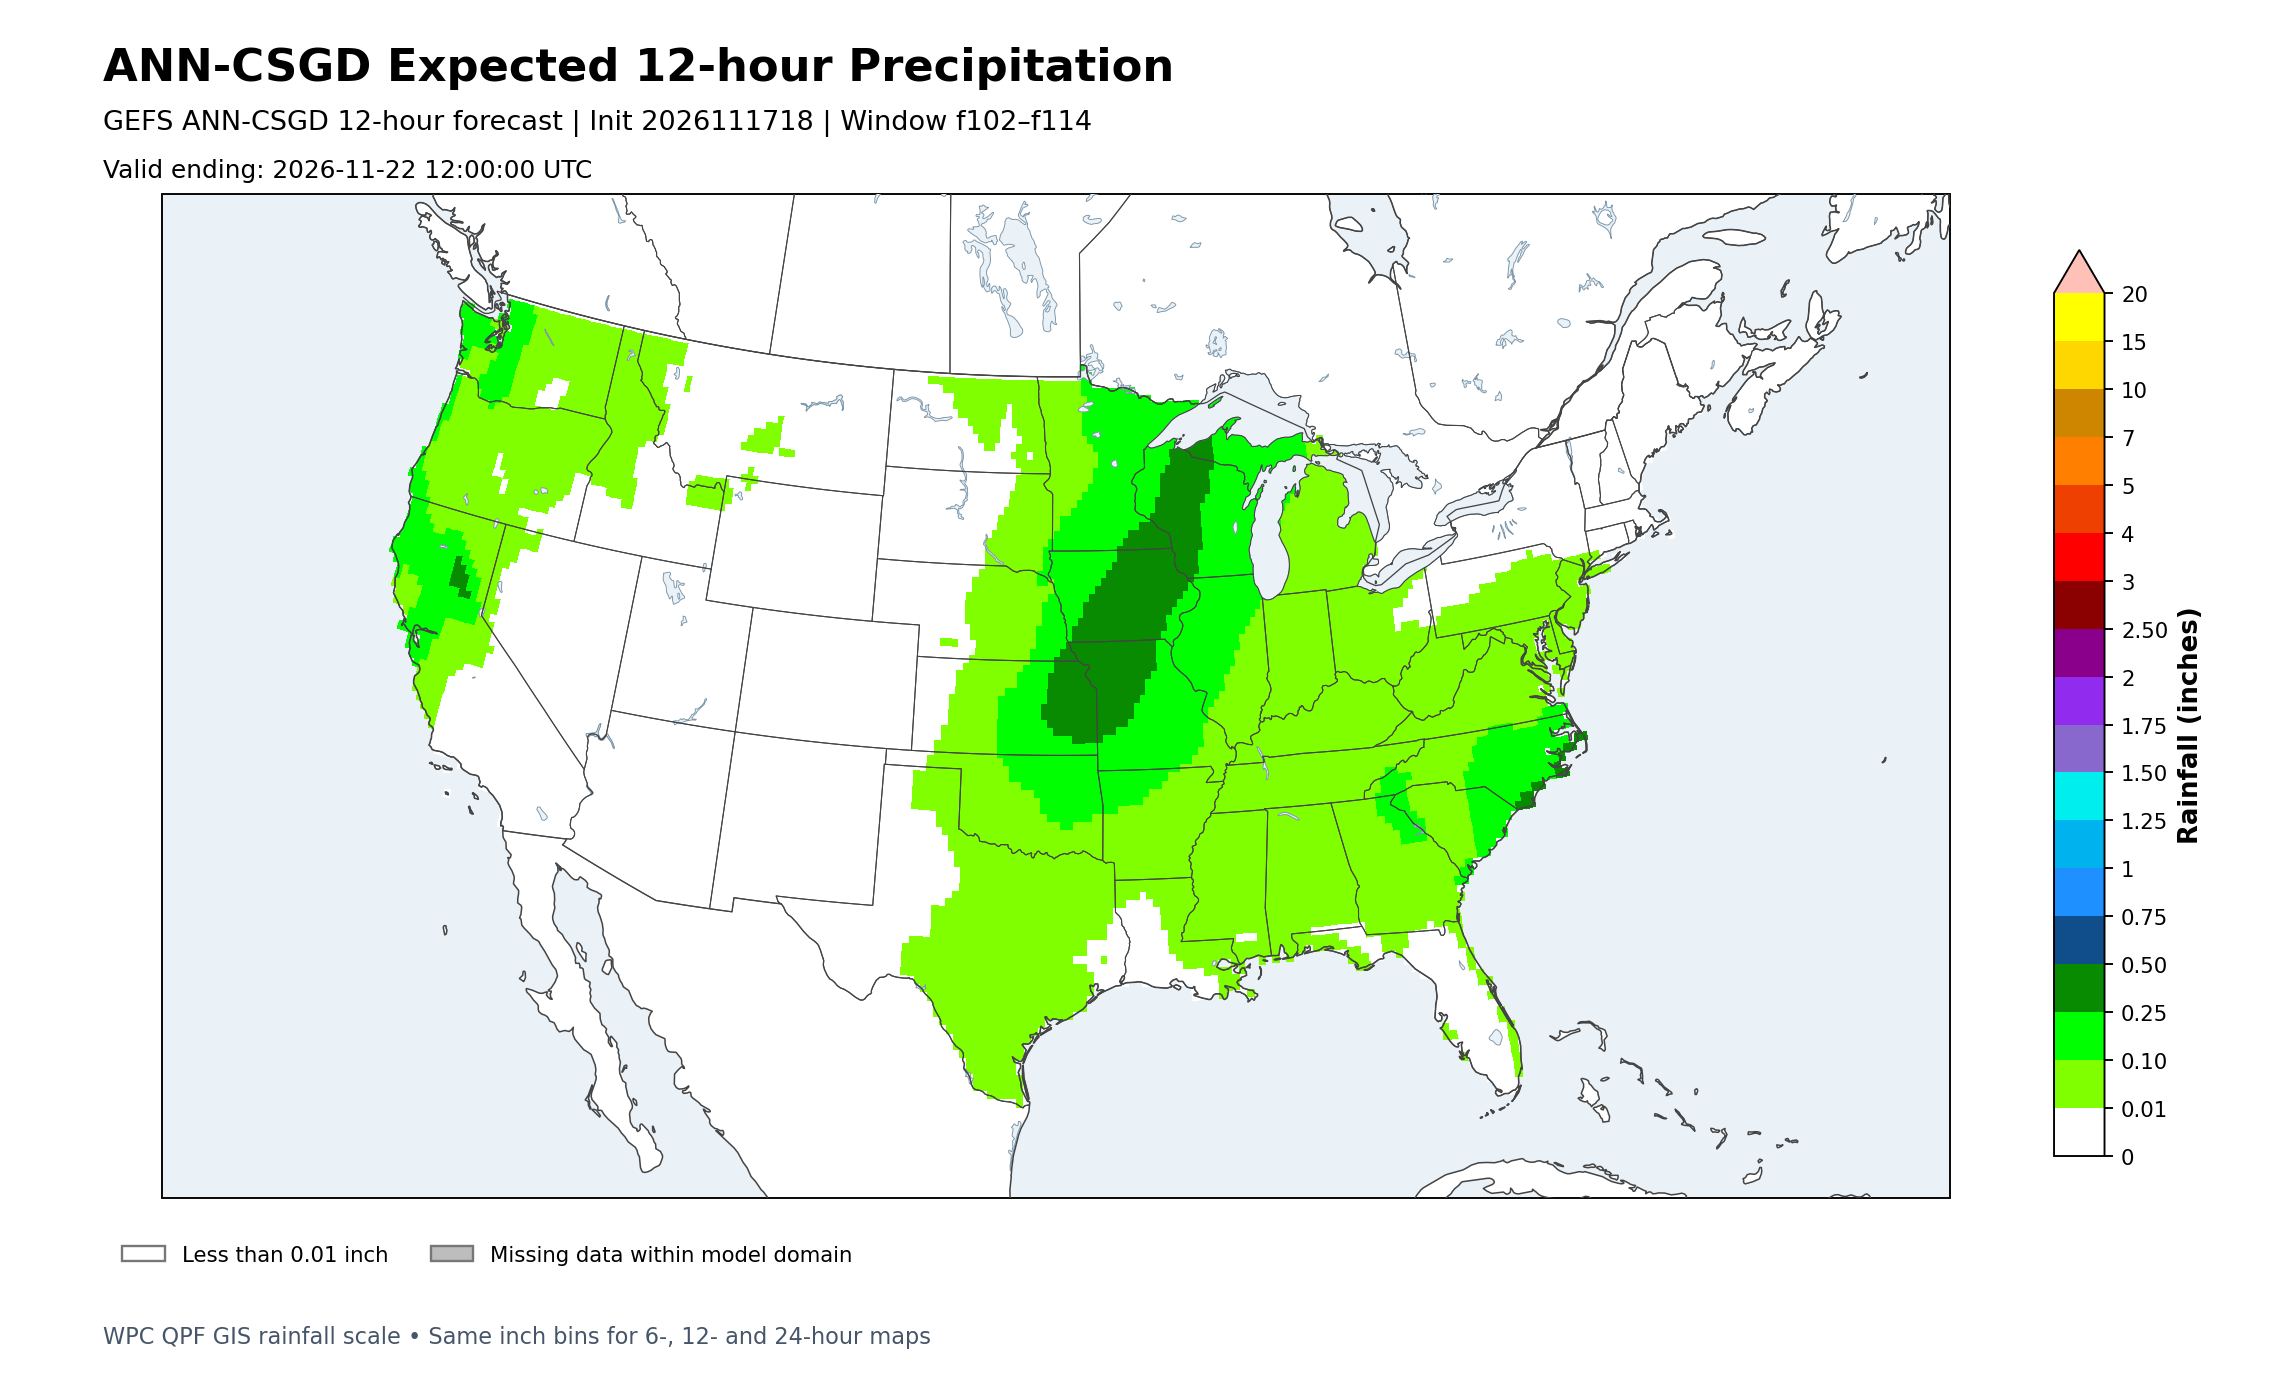 ANN-CSGD Expected 12-hour Precipitation
GEFS ANN-CSGD 12-hour forecast | Init 2026111718 | Window f102–f114
Valid ending: 2026-11-22 12:00:00 UTC
20
15
10
7
5
4
3
2.50
2
1.75
1.50
1.25
1
0.75
0.50
0.25
0.10
0.01
0
Rainfall (inches)
Less than 0.01 inch
Missing data within model domain
WPC QPF GIS rainfall scale • Same inch bins for 6-, 12- and 24-hour maps